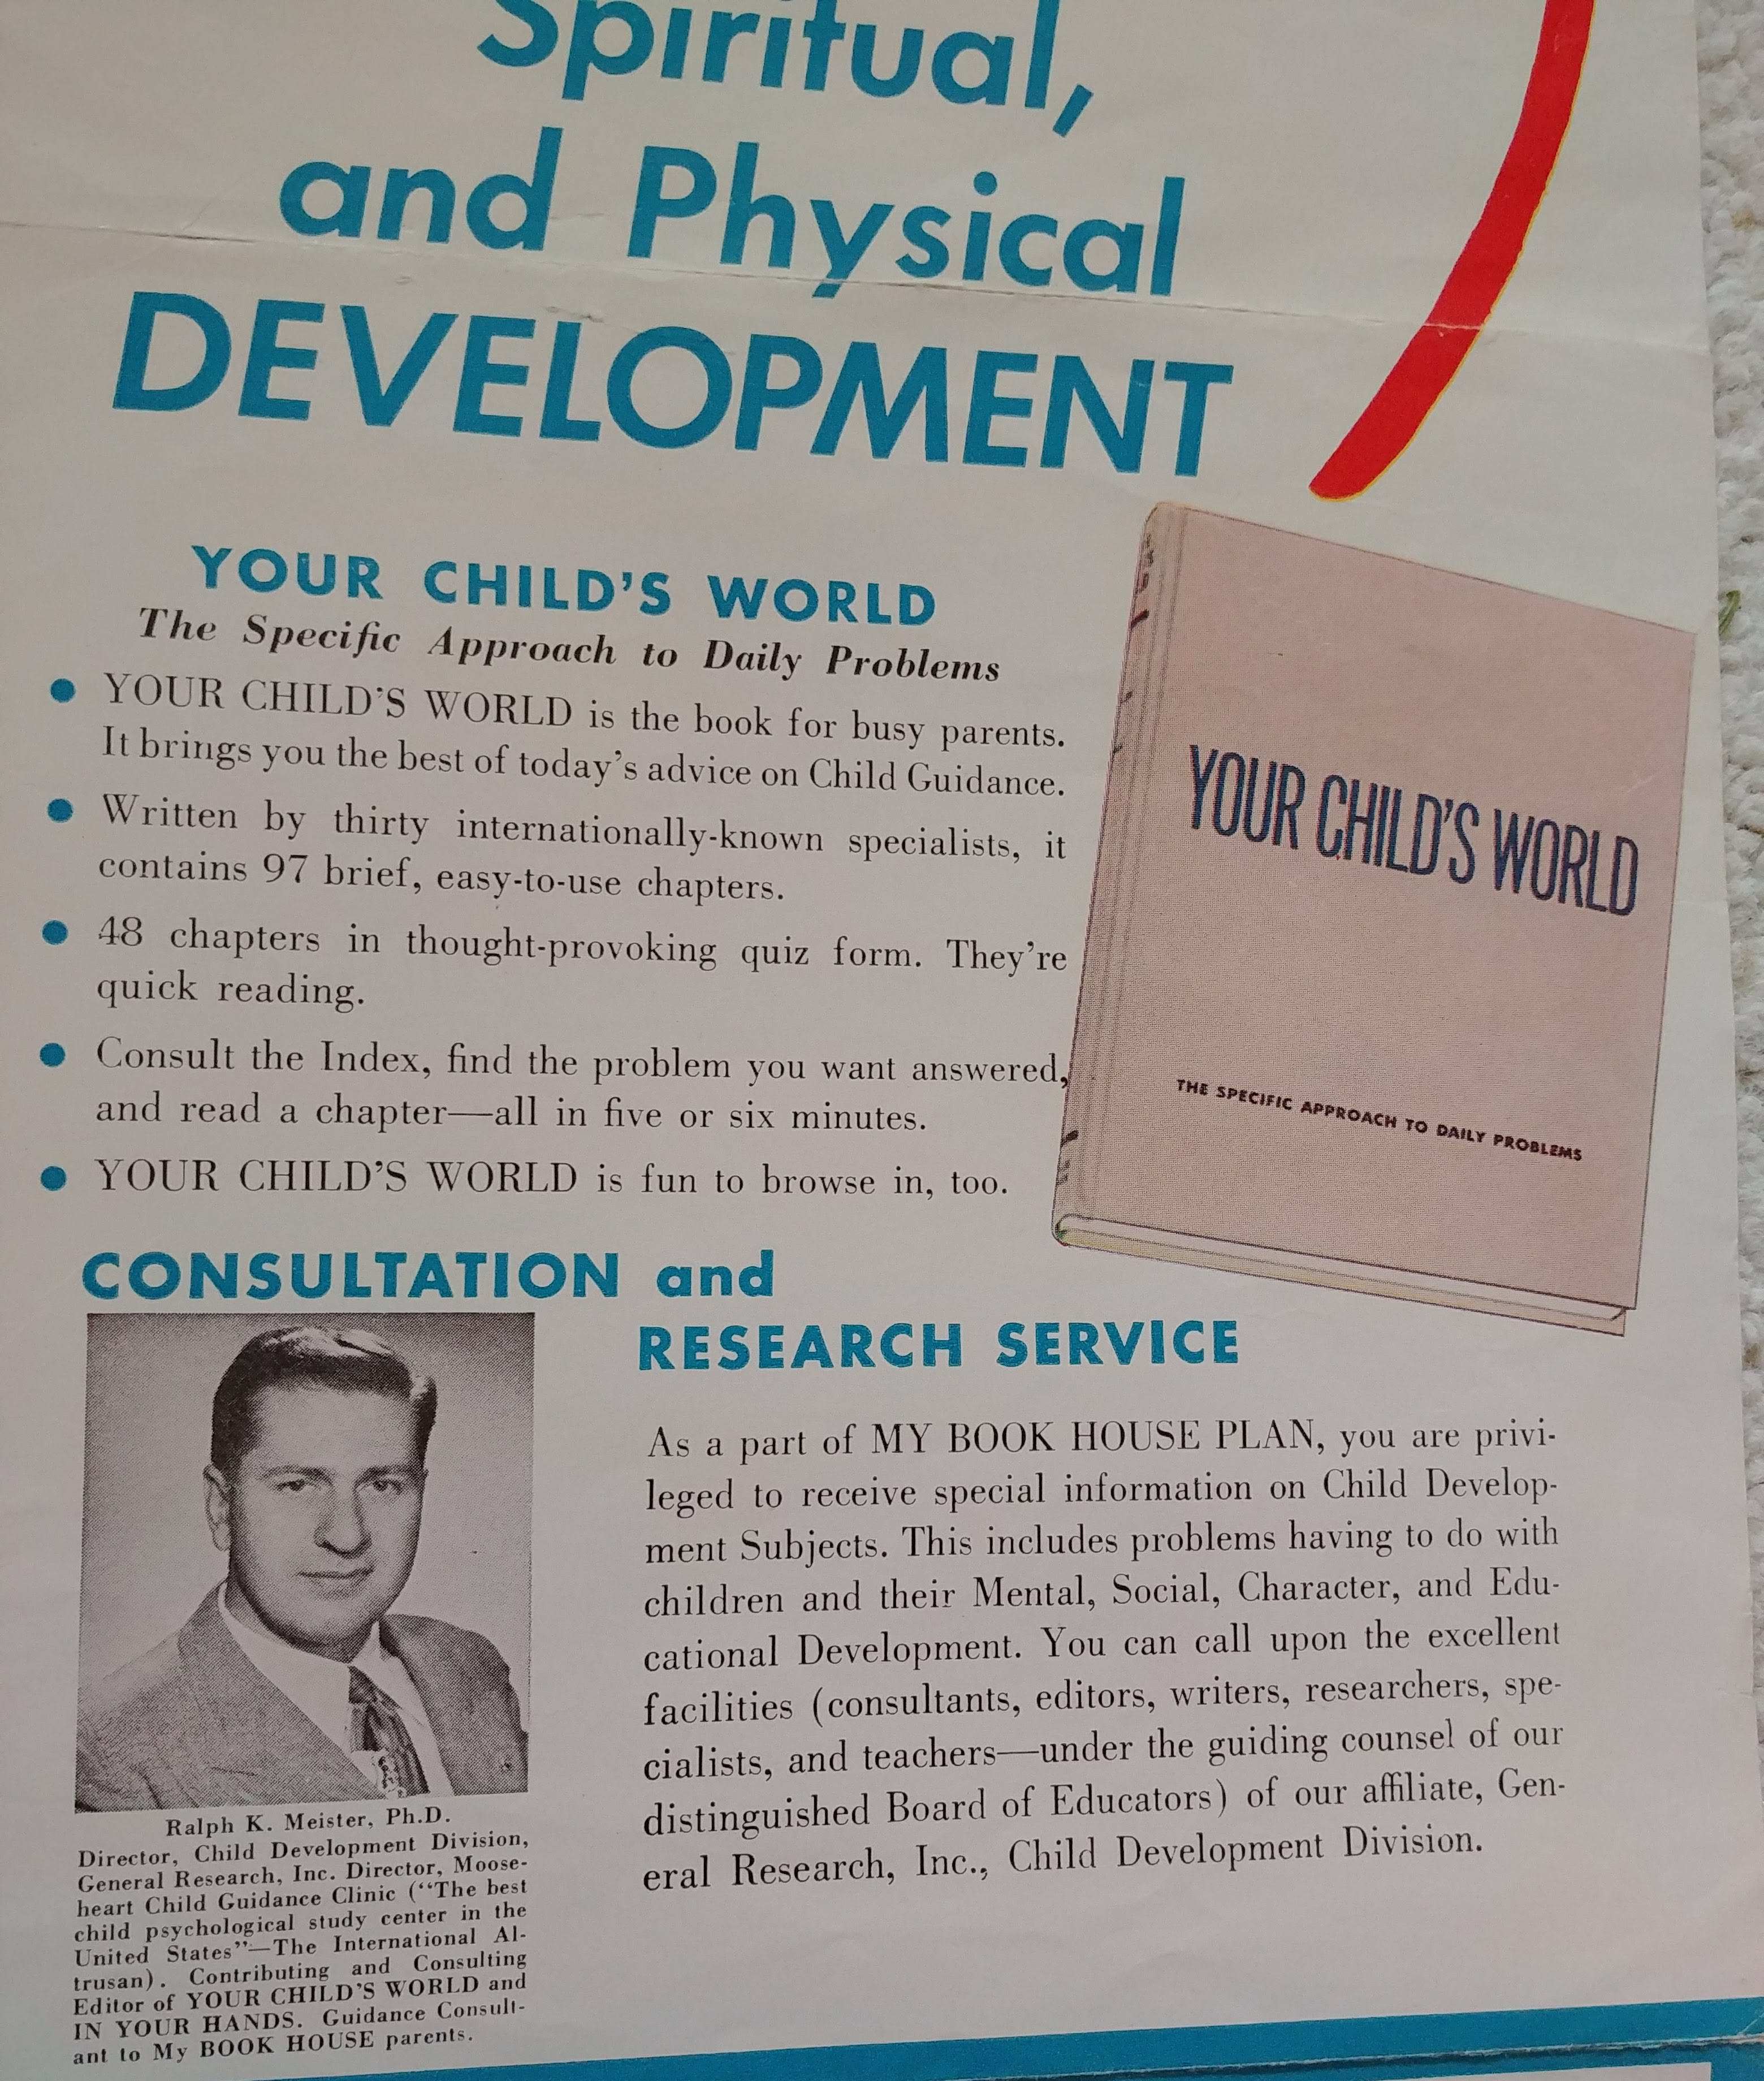 Spiritual,
and Physical
DEVELOPMENT
YOUR CHILD'S WORLD
The Specific Approach to Daily Problems
● YOUR CHILD'S WORLD is the book for busy parents.
It brings you the best of today's advice on Child Guidance.
● Written by thirty internationally-known specialists, it
contains 97 brief, easy-to-use chapters.
● 48 chapters in thought-provoking quiz form. They're
quick reading.
● Consult the Index, find the problem you want answered,
and read a chapter—all in five or six minutes.
● YOUR CHILD'S WORLD is fun to browse in, too.
YOUR CHILD'S WORLD
THE SPECIFIC APPROACH TO DAILY PROBLEMS
CONSULTATION and
RESEARCH SERVICE
As a part of MY BOOK HOUSE PLAN, you are privi-
leged to receive special information on Child Develop-
ment Subjects. This includes problems having to do with
children and their Mental, Social, Character, and Edu-
cational Development. You can call upon the excellent
facilities (consultants, editors, writers, researchers, spe-
cialists, and teachers—under the guiding counsel of our
distinguished Board of Educators) of our affiliate, Gen-
eral Research, Inc., Child Development Division.
Ralph K. Meister, Ph.D.
Director, Child Development Division,
General Research, Inc. Director, Moose-
heart Child Guidance Clinic ("The best
child psychological study center in the
United States"—The International Al-
trusan). Contributing and Consulting
Editor of YOUR CHILD'S WORLD and
IN YOUR HANDS. Guidance Consult-
ant to My BOOK HOUSE parents.